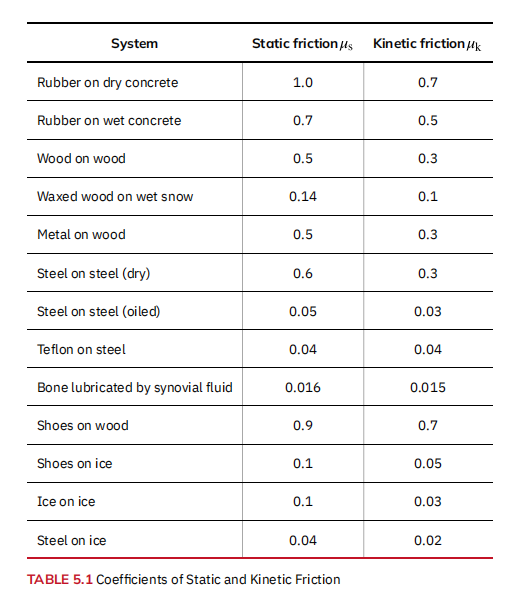 System Static friction μs Kinetic friction μk
Rubber on dry concrete 1.0 0.7
Rubber on wet concrete 0.7 0.5
Wood on wood 0.5 0.3
Waxed wood on wet snow 0.14 0.1
Metal on wood 0.5 0.3
Steel on steel (dry) 0.6 0.3
Steel on steel (oiled) 0.05 0.03
Teflon on steel 0.04 0.04
Bone lubricated by synovial fluid 0.016 0.015
Shoes on wood 0.9 0.7
Shoes on ice 0.1 0.05
Ice on ice 0.1 0.03
Steel on ice 0.04 0.02
TABLE 5.1 Coefficients of Static and Kinetic Friction